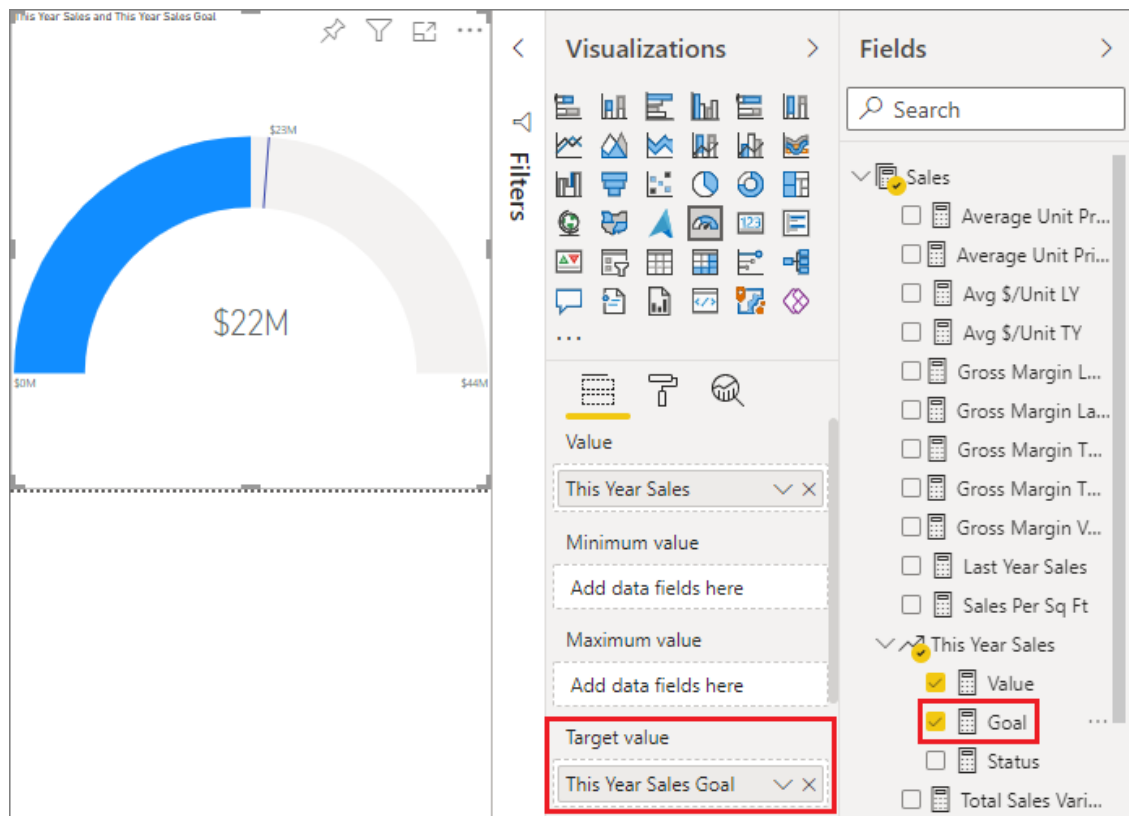 This Year Sales and This Year Sales Goal
$23M
$22M
$0M
$44M
Filters
Visualizations
123
Value
This Year Sales
Minimum value
Add data fields here
Maximum value
Add data fields here
Target value
This Year Sales Goal
Fields
Search
Sales
Average Unit Pr...
Average Unit Pri...
Avg $/Unit LY
Avg $/Unit TY
Gross Margin L...
Gross Margin La...
Gross Margin T...
Gross Margin T...
Gross Margin V...
Last Year Sales
Sales Per Sq Ft
This Year Sales
Value
Goal
Status
Total Sales Vari...